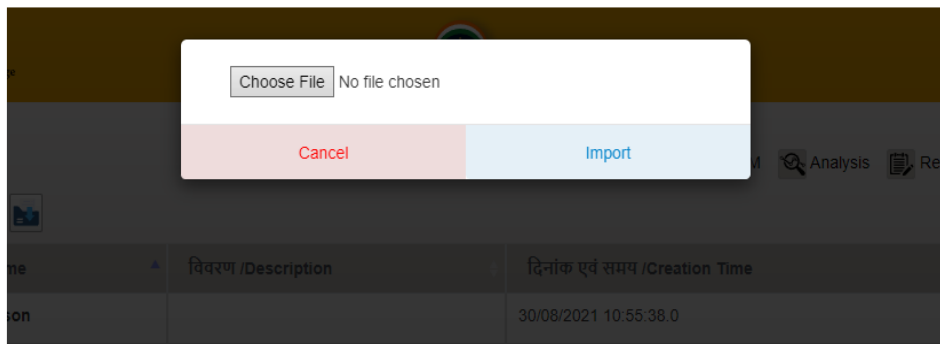 Choose File No file chosen
Cancel Import
M Analysis Re
me विवरण /Description दिनांक एवं समय /Creation Time
son 30/08/2021 10:55:38.0